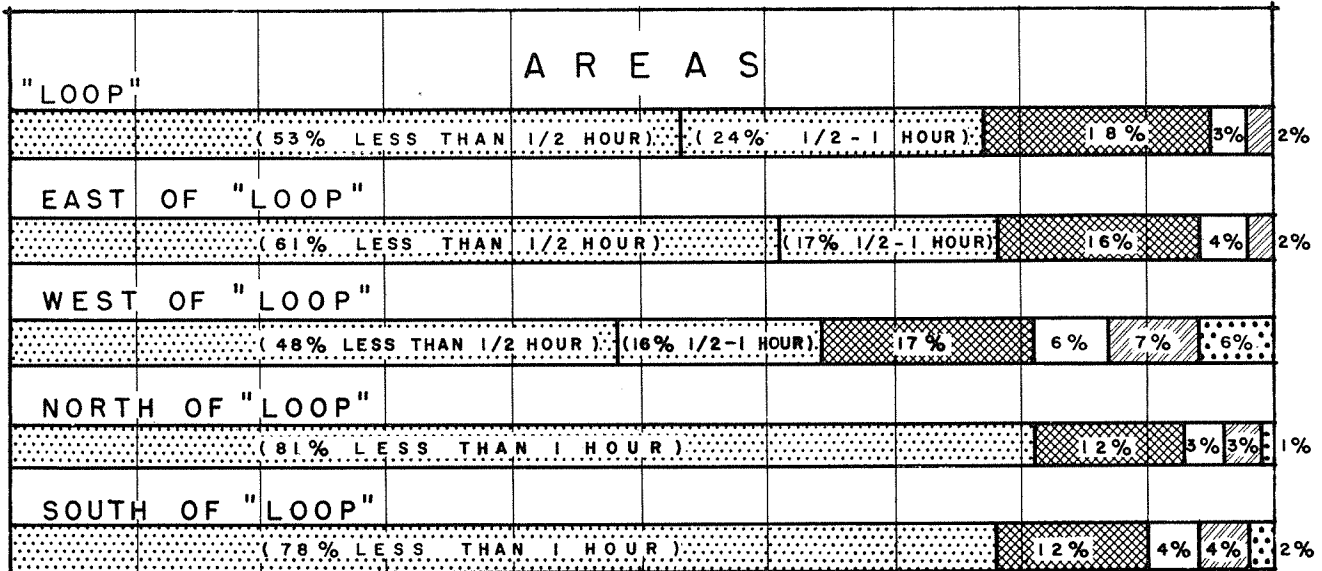 AREAS
"LOOP"
(53% LESS THAN 1/2 HOUR) (24% 1/2-1 HOUR) 18% 3% 2%
EAST OF "LOOP"
(61% LESS THAN 1/2 HOUR) (17% 1/2-1 HOUR) 16% 4% 2%
WEST OF "LOOP"
(48% LESS THAN 1/2 HOUR) (16% 1/2-1 HOUR) 17% 6% 7% 6%
NORTH OF "LOOP"
(81% LESS THAN 1 HOUR) 12% 3% 3% 1%
SOUTH OF "LOOP"
(78% LESS THAN 1 HOUR) 12% 4% 4% 2%